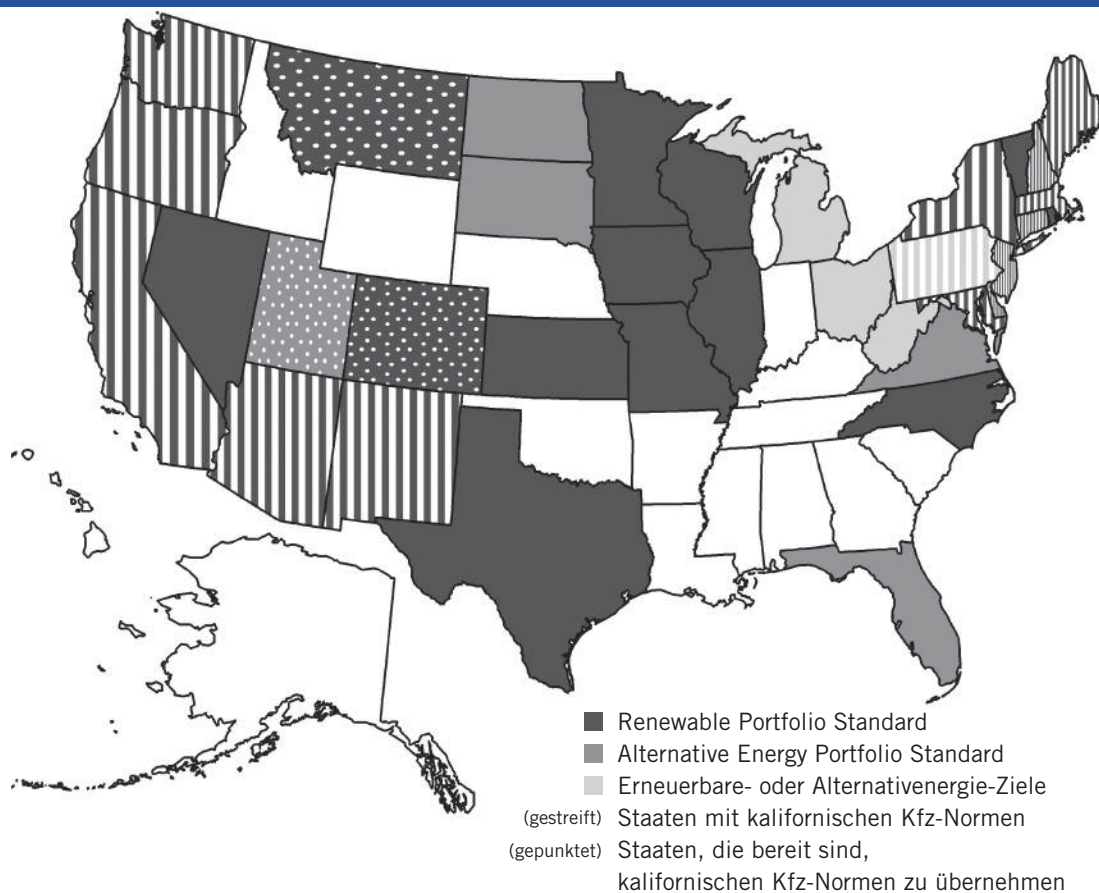 Renewable Portfolio Standard
Alternative Energy Portfolio Standard
Erneuerbare- oder Alternativenergie-Ziele
(gestreift) Staaten mit kalifornischen Kfz-Normen
(gepunktet) Staaten, die bereit sind,
kalifornischen Kfz-Normen zu übernehmen